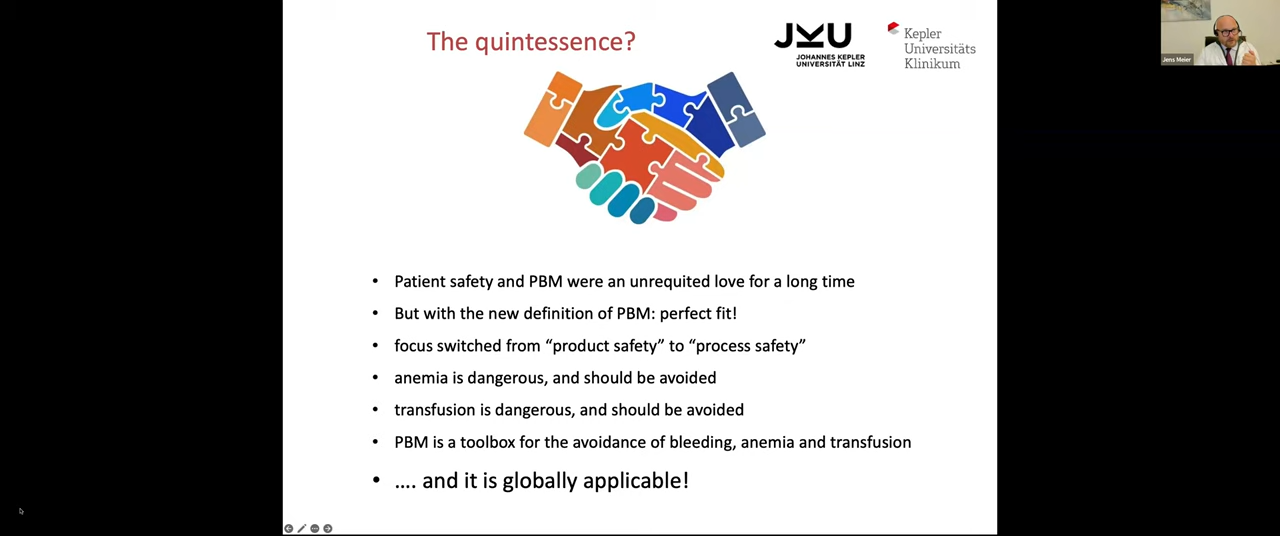 The quintessence?
JKU
JOHANNES KEPLER
UNIVERSITÄT LINZ
Kepler
Universitäts
Klinikum
Jens Meier
• Patient safety and PBM were an unrequited love for a long time
• But with the new definition of PBM: perfect fit!
• focus switched from “product safety” to “process safety”
• anemia is dangerous, and should be avoided
• transfusion is dangerous, and should be avoided
• PBM is a toolbox for the avoidance of bleeding, anemia and transfusion
• .... and it is globally applicable!